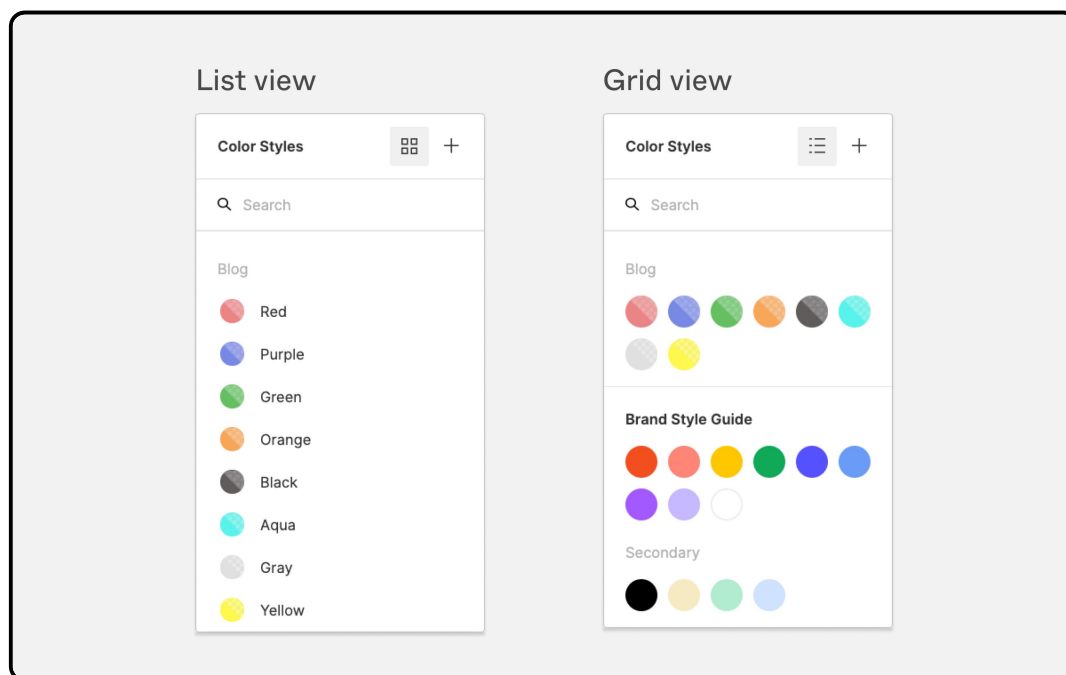 List view
Color Styles
Search
Blog
Red
Purple
Green
Orange
Black
Aqua
Gray
Yellow
Grid view
Color Styles
Search
Blog
Brand Style Guide
Secondary